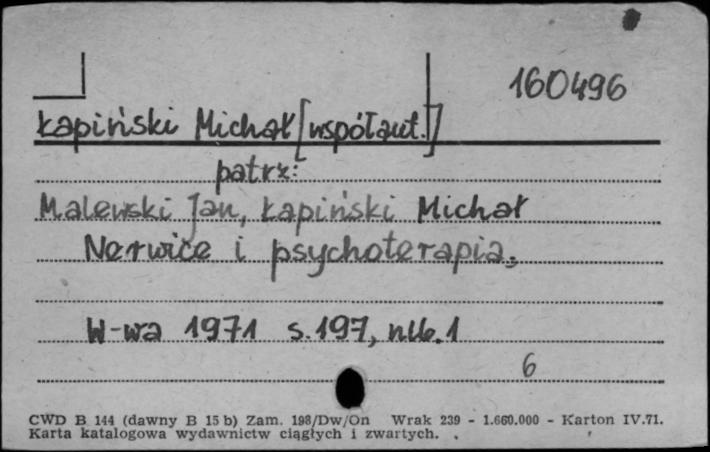 160496
Łapiński Michał [współaut.]
patrz:
Malewski Jan, Łapiński Michał
Nerwice i psychoterapia.
W-wa 1971 s. 197, nlb. 1
6
CWD B 144 (dawny B 15 b) Zam. 198/Dw/On Wrak 239 - 1.660.000 - Karton IV.71.
Karta katalogowa wydawnictw ciągłych i zwartych.